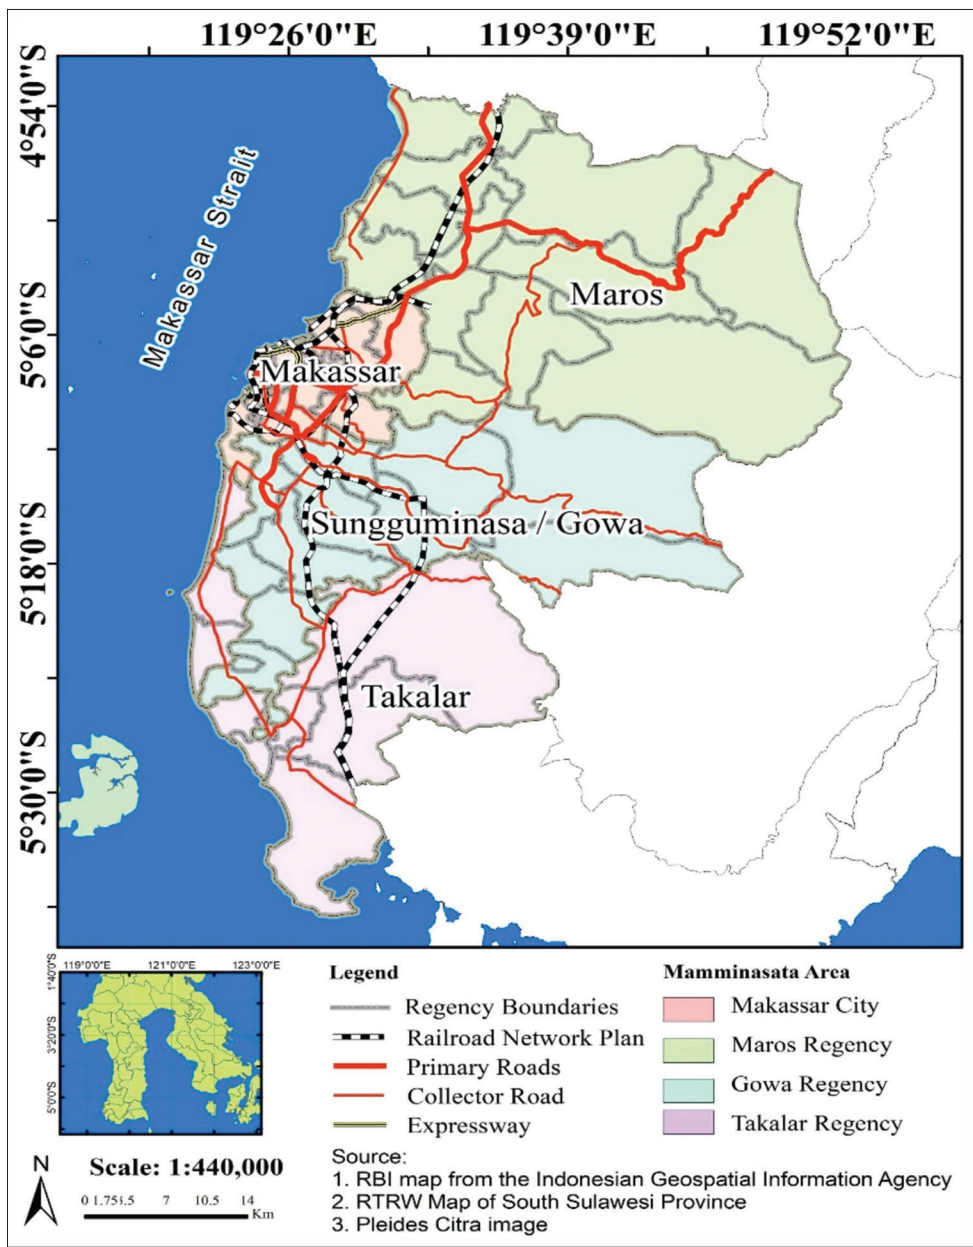 119°26'0"E 119°39'0"E 119°52'0"E
4°54'0"S
5°6'0"S
5°18'0"S
5°30'0"S
Makassar Strait
Maros
Makassar
Sungguminasa / Gowa
Takalar
119°0'0"E 121°0'0"E 123°0'0"E
1°40'0"S
3°20'0"S
5°0'0"S
N
Scale: 1:440,000
0 1.753.5 7 10.5 14
Km
Legend
Regency Boundaries
Railroad Network Plan
Primary Roads
Collector Road
Expressway
Mamminasata Area
Makassar City
Maros Regency
Gowa Regency
Takalar Regency
Source:
1. RBI map from the Indonesian Geospatial Information Agency
2. RTRW Map of South Sulawesi Province
3. Pleides Citra image